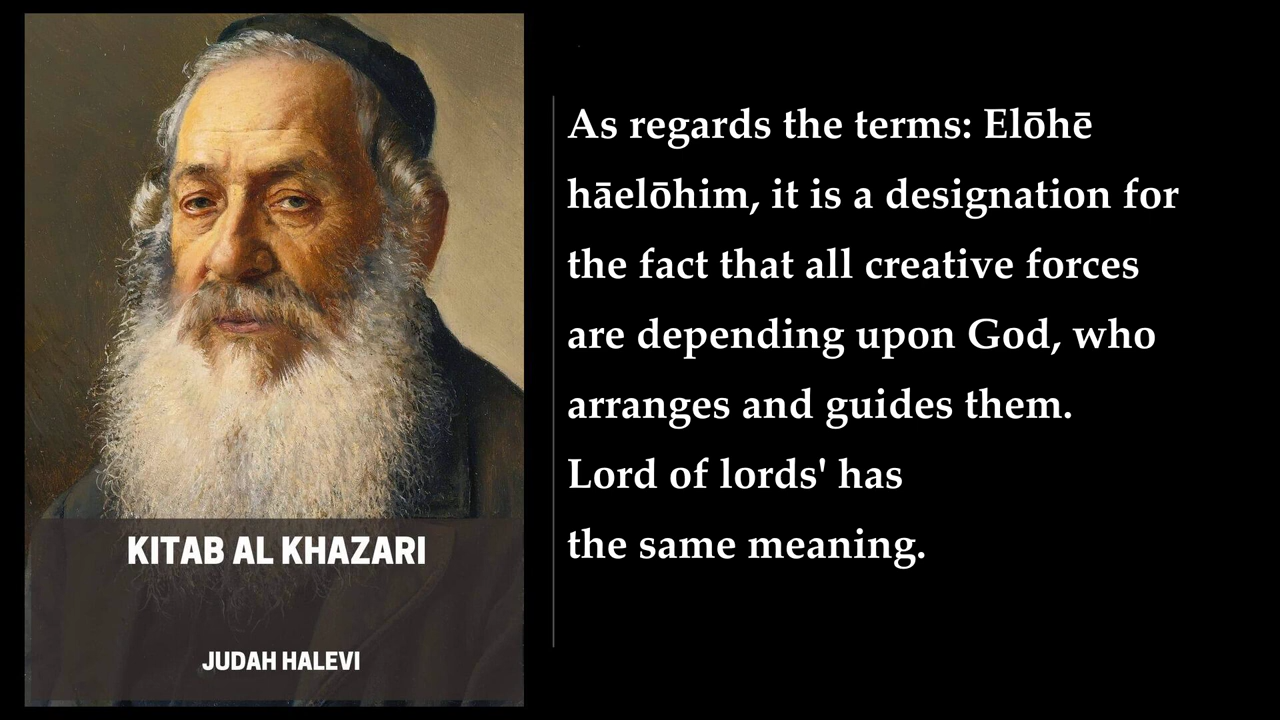 KITAB AL KHAZARI
JUDAH HALEVI
As regards the terms: Elōhē
hāelōhim, it is a designation for
the fact that all creative forces
are depending upon God, who
arranges and guides them.
Lord of lords' has
the same meaning.